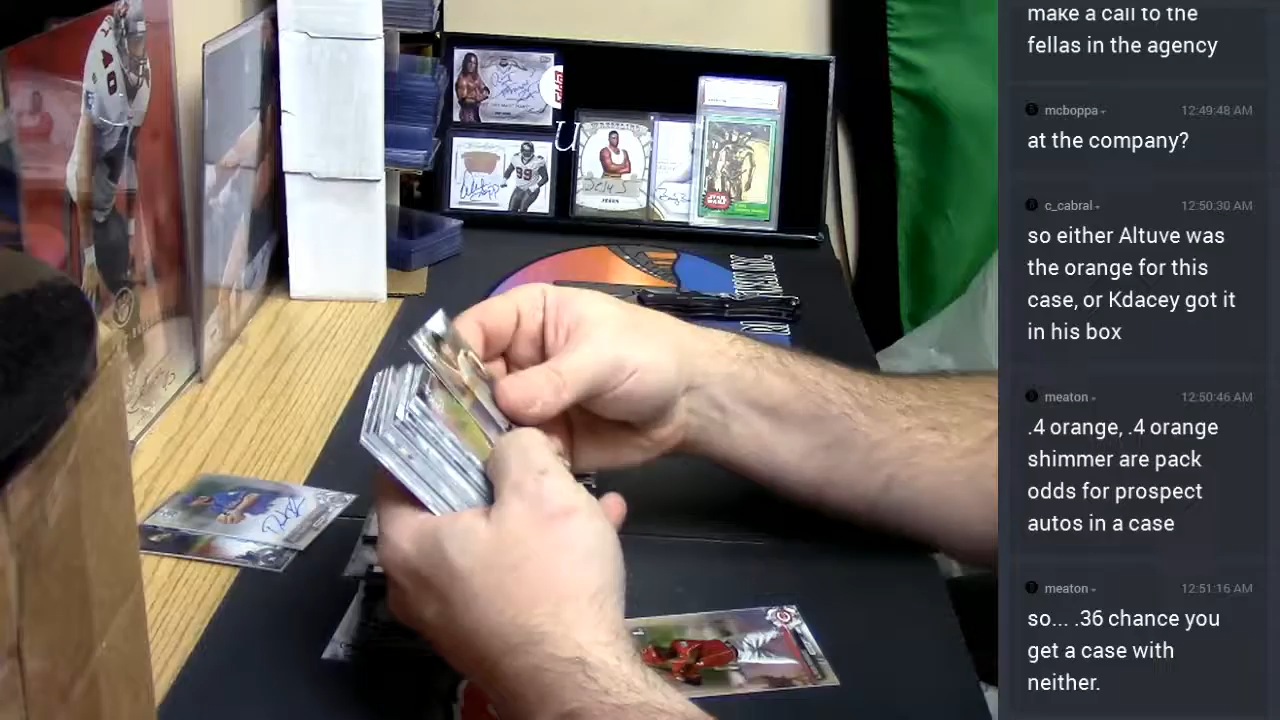 make a call to the
fellas in the agency
mcboppa
12:49:48 AM
at the company?
c_cabral
12:50:30 AM
so either Altuve was
the orange for this
case, or Kdacey got it
in his box
meaton
12:50:46 AM
.4 orange, .4 orange
shimmer are pack
odds for prospect
autos in a case
meaton
12:51:16 AM
so... .36 chance you
get a case with
neither.
99
STAR
WARS
U